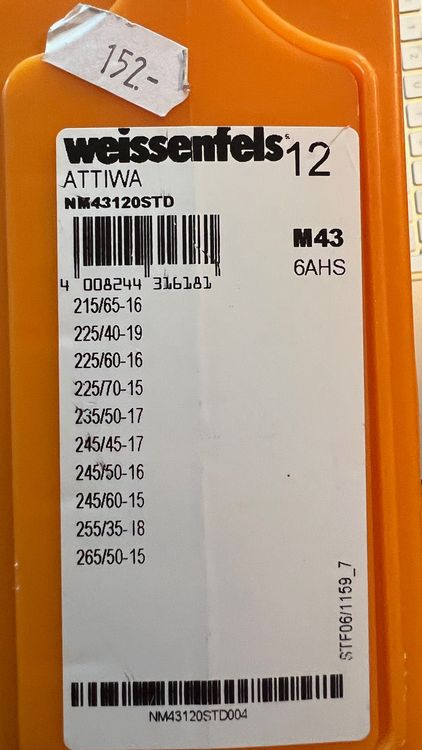 152.-
weissenfels® 12
ATTIWA
NM43120STD
M43
6AHS
4 008244 316181
215/65-16
225/40-19
225/60-16
225/70-15
235/50-17
245/45-17
245/50-16
245/60-15
255/35-18
265/50-15
STF06/1159_7
NM43120STD004